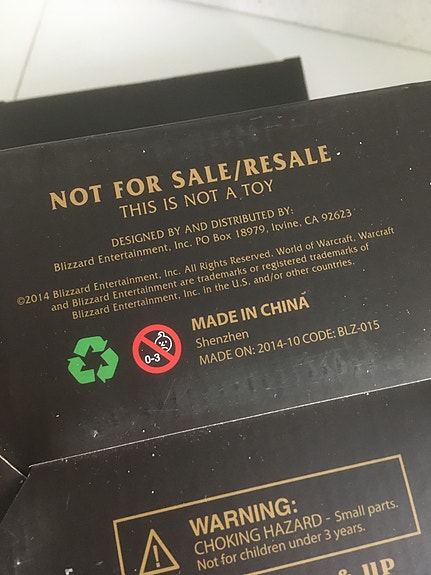 NOT FOR SALE/RESALE
THIS IS NOT A TOY
DESIGNED BY AND DISTRIBUTED BY:
Blizzard Entertainment, Inc. PO Box 18979, Irvine, CA 92623
©2014 Blizzard Entertainment, Inc. All Rights Reserved. World of Warcraft, Warcraft
and Blizzard Entertainment are trademarks or registered trademarks of
Blizzard Entertainment, Inc. in the U.S. and/or other countries.
MADE IN CHINA
Shenzhen
MADE ON: 2014-10 CODE: BLZ-015
0-3
WARNING:
CHOKING HAZARD - Small parts.
Not for children under 3 years.
& UP